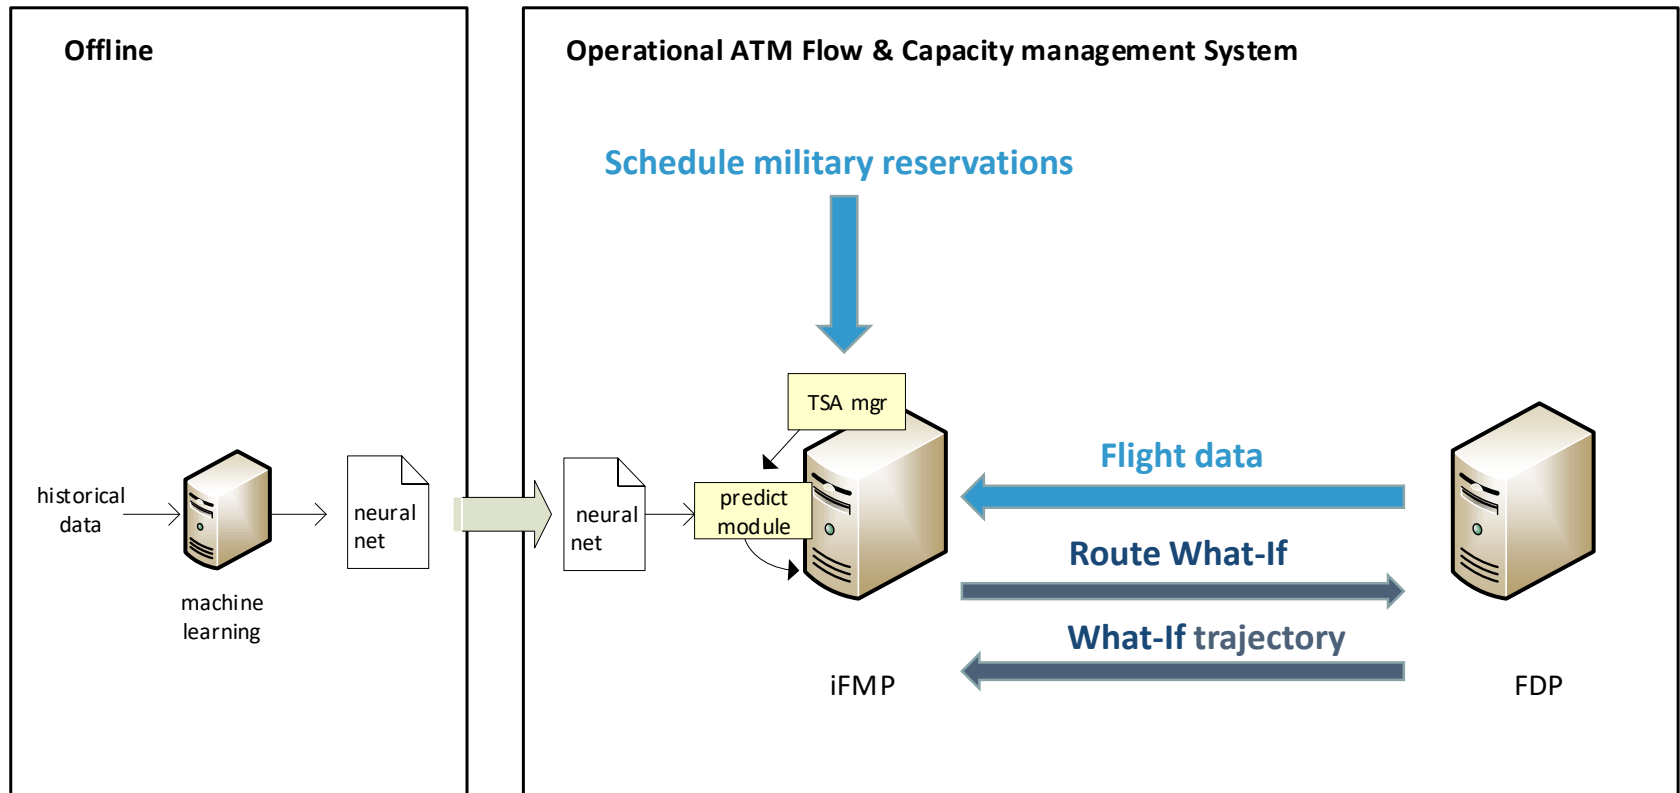 Offline
Operational ATM Flow & Capacity management System
Schedule military reservations
TSA mgr
Flight data
historical
data
neural
net
neural
net
predict
module
Route What-If
machine
learning
What-If trajectory
iFMP
FDP